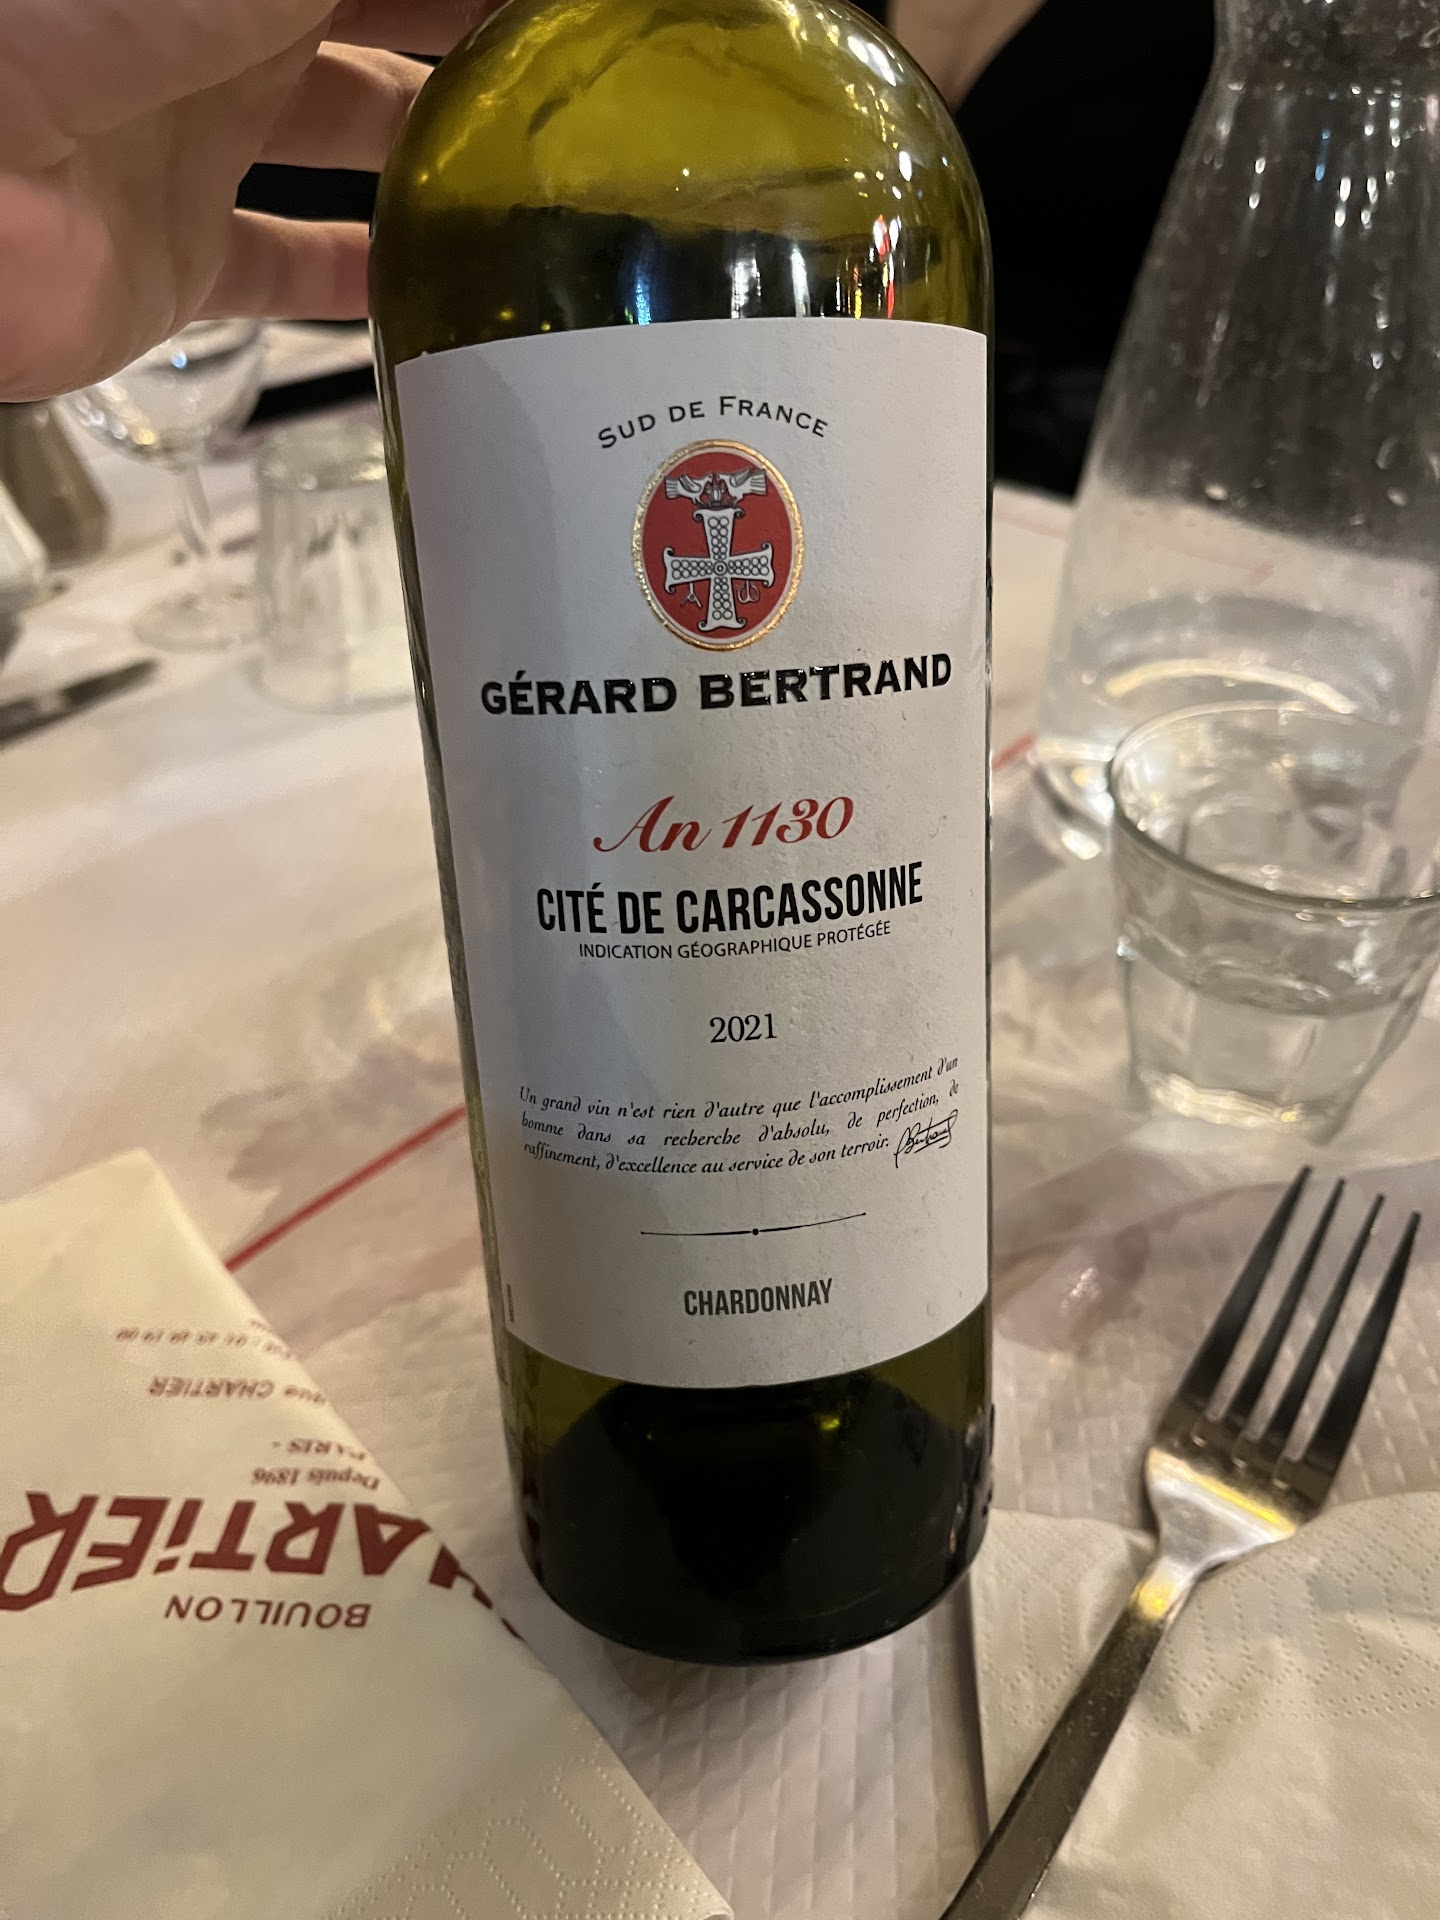 SUD DE FRANCE
GÉRARD BERTRAND
An 1130
CITÉ DE CARCASSONNE
INDICATION GÉOGRAPHIQUE PROTÉGÉE
2021
Un grand vin n'est rien d'autre que l'accomplissement d'un
homme dans sa recherche d'absolu, de perfection, de
raffinement, d'excellence au service de son terroir. Bertrand
CHARDONNAY
BOUILLON
HARTiER
Depuis 1896
- PARIS -
CHARTIER